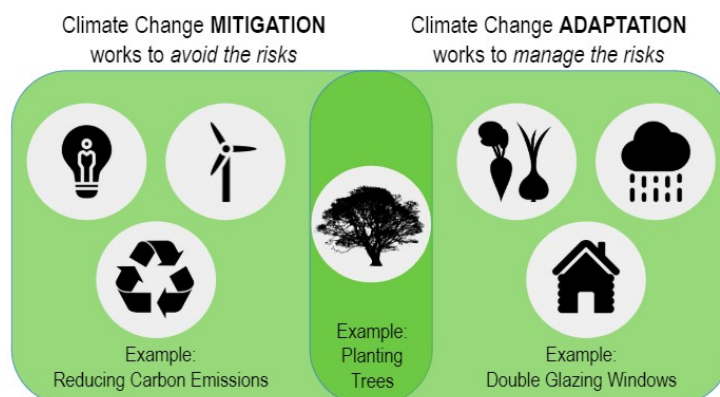 Climate Change MITIGATION
works to avoid the risks
Climate Change ADAPTATION
works to manage the risks
Example:
Reducing Carbon Emissions
Example:
Planting
Trees
Example:
Double Glazing Windows